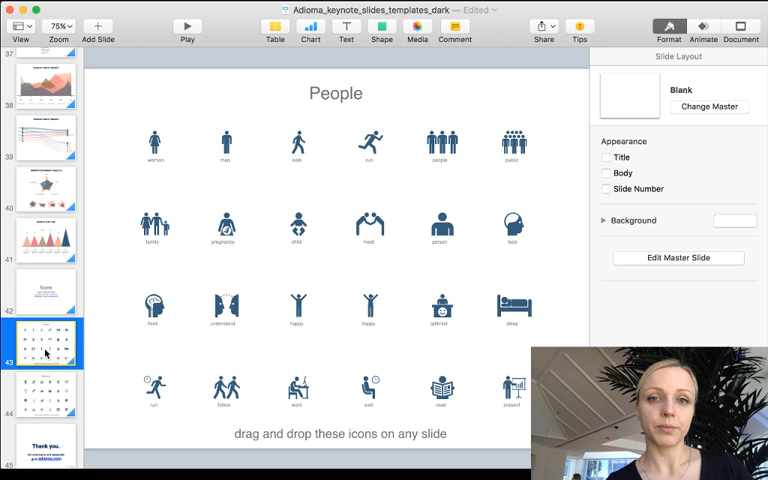 Adioma_keynote_slides_templates_dark — Edited
75%
View
Zoom
Add Slide
Play
Table
Chart
Text
Shape
Media
Comment
Share
Tips
Format
Animate
Document
37
38
39
40
41
42
Icons
43
44
45
Thank you.
adioma.com
People
women
man
walk
run
people
public
family
pregnancy
child
meet
person
face
think
understand
happy
happy
optimist
sleep
run
follow
work
wait
read
present
drag and drop these icons on any slide
Slide Layout
Blank
Change Master
Appearance
Title
Body
Slide Number
Background
Edit Master Slide